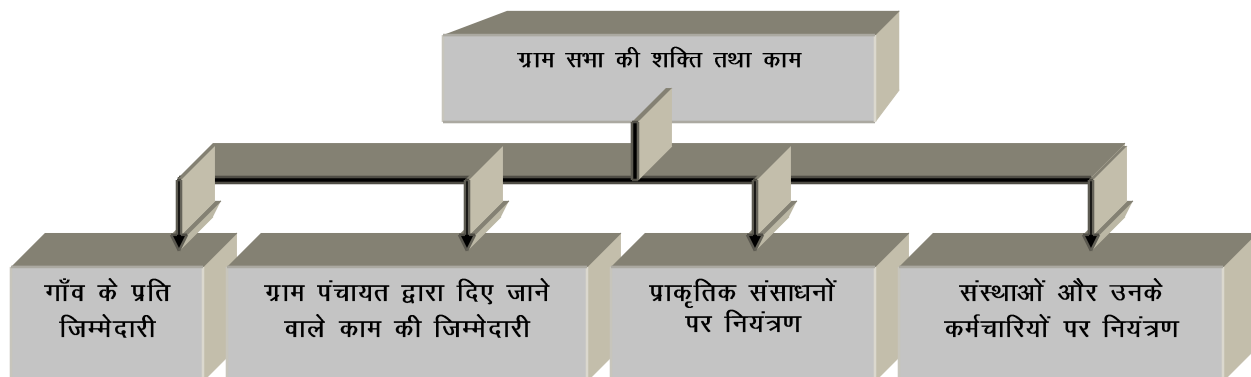 ग्राम सभा की शक्ति तथा काम
गाँव के प्रति
जिम्मेदारी
ग्राम पंचायत द्वारा दिए जाने
वाले काम की जिम्मेदारी
प्राकृतिक संसाधनों
पर नियंत्रण
संस्थाओं और उनके
कर्मचारियों पर नियंत्रण